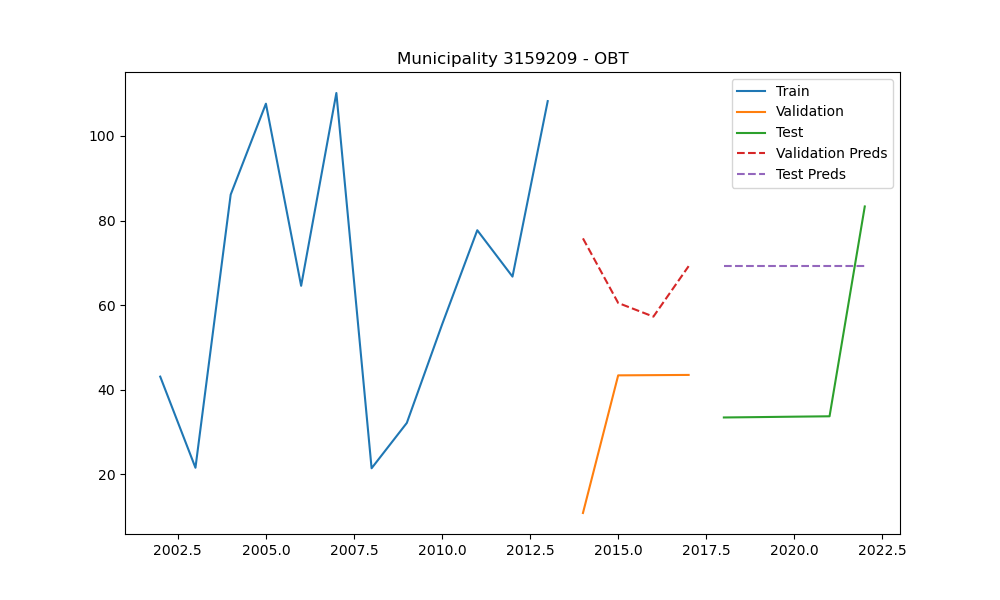 Municipality 3159209 - OBT
Train
Validation
Test
Validation Preds
Test Preds
100
80
60
40
20
2002.5 2005.0 2007.5 2010.0 2012.5 2015.0 2017.5 2020.0 2022.5